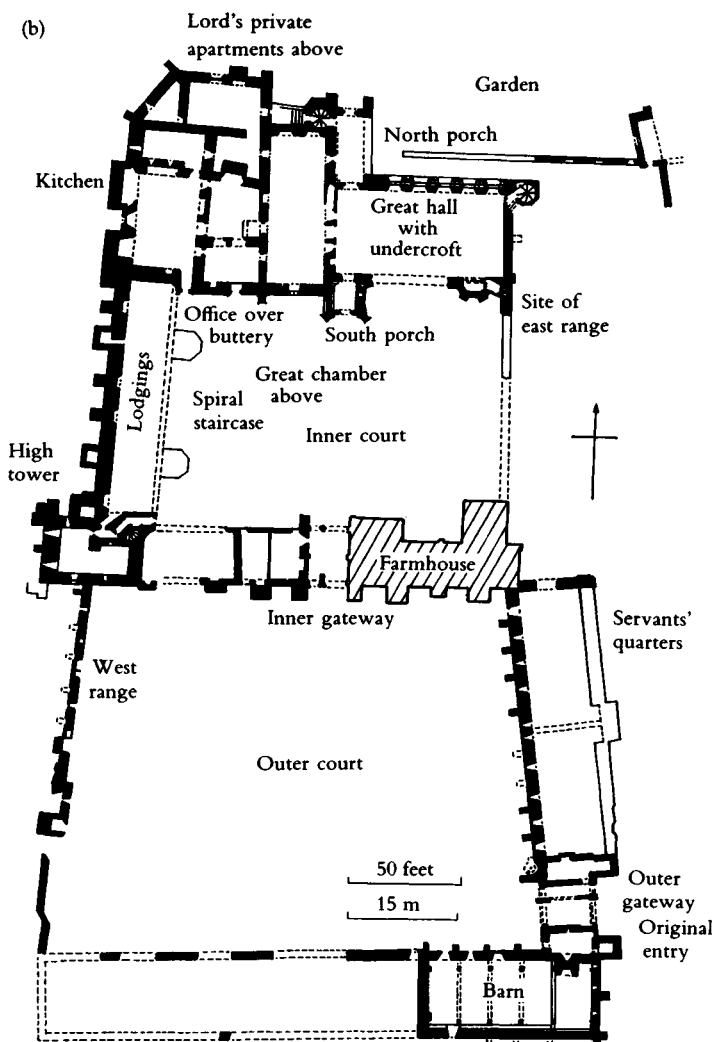 (b)
Lord's private
apartments above
Garden
North porch
Kitchen
Great hall
with
undercroft
Office over
buttery
South porch
Site of
east range
Lodgings
Great chamber
above
Spiral
staircase
Inner court
High
tower
Farmhouse
Inner gateway
Servants'
quarters
West
range
Outer court
50 feet
15 m
Outer
gateway
Original
entry
Barn